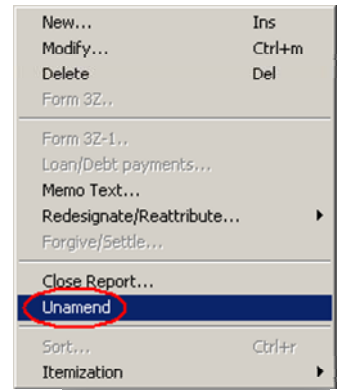 New... Ins
Modify... Ctrl+m
Delete Del
Form 3Z..
Form 3Z-1..
Loan/Debt payments...
Memo Text...
Redesignate/Reattribute...
Forgive/Settle...
Close Report...
Unamend
Sort... Ctrl+r
Itemization